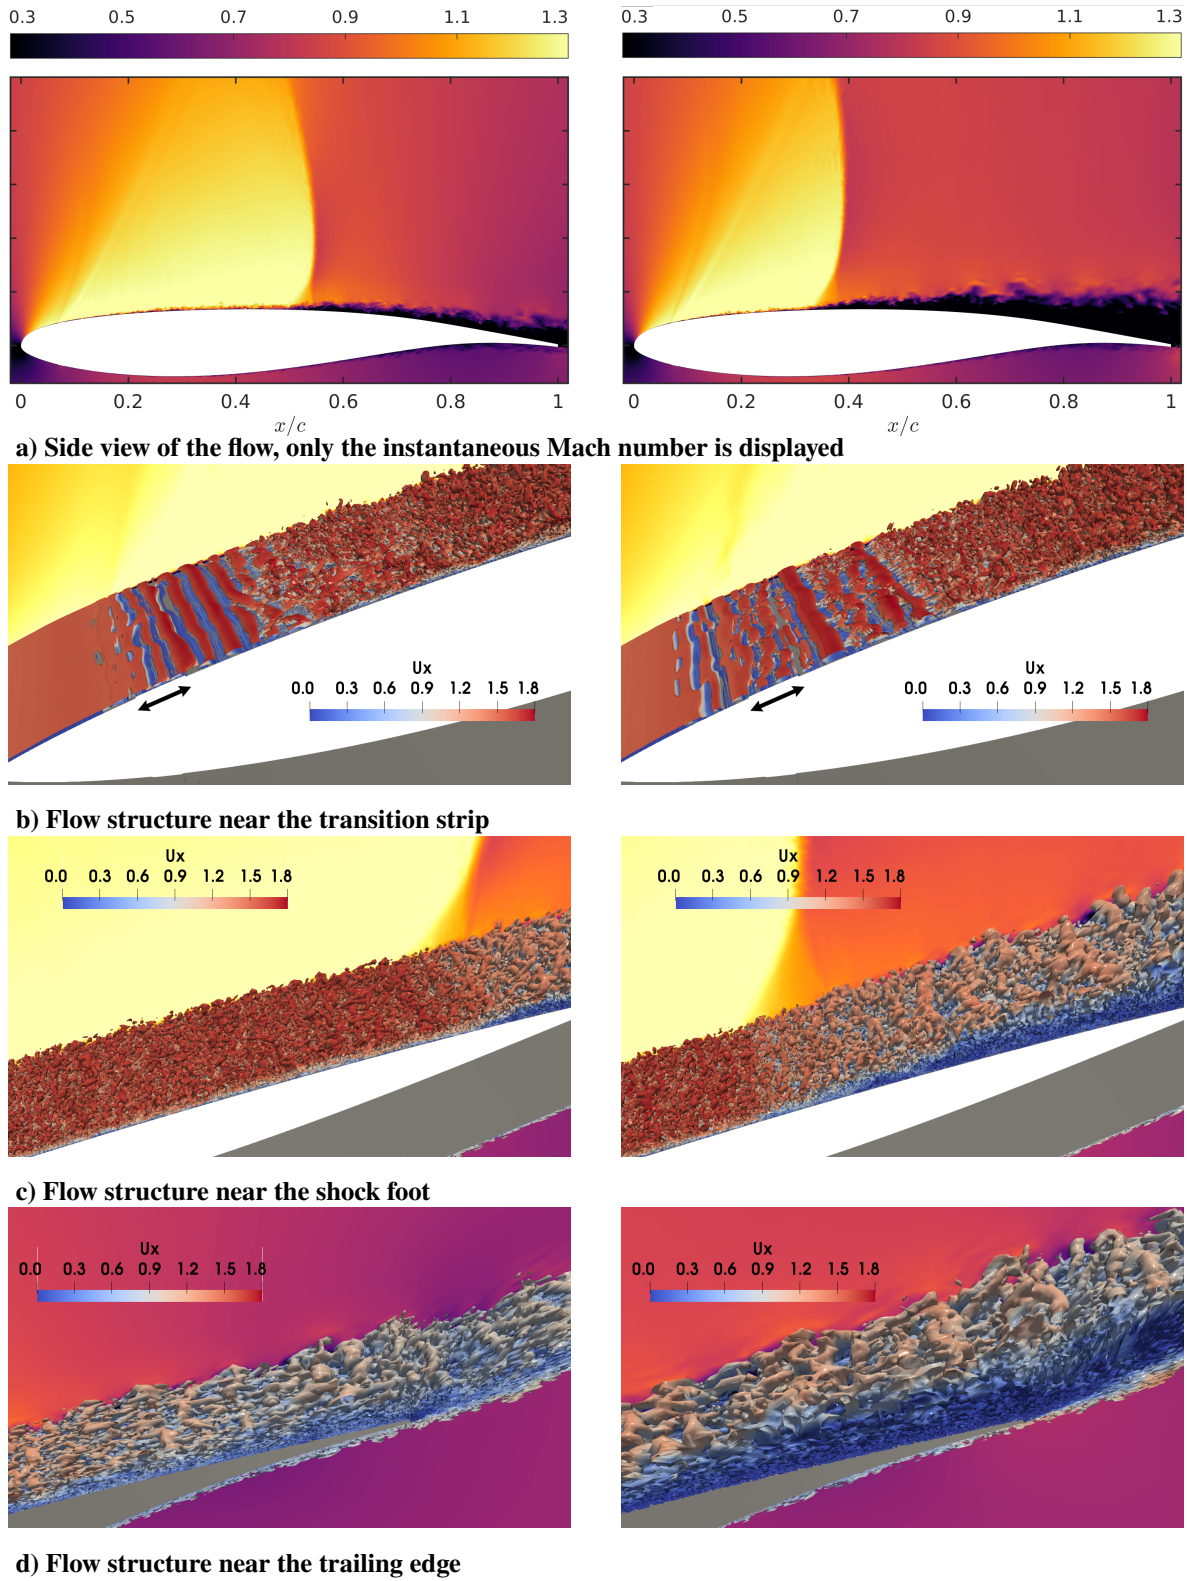 0.3 0.5 0.7 0.9 1.1 1.3
0.3 0.5 0.7 0.9 1.1 1.3
0 0.2 0.4 0.6 0.8 1
x/c
0 0.2 0.4 0.6 0.8 1
x/c
a) Side view of the flow, only the instantaneous Mach number is displayed
Ux
0.0 0.3 0.6 0.9 1.2 1.5 1.8
Ux
0.0 0.3 0.6 0.9 1.2 1.5 1.8
b) Flow structure near the transition strip
Ux
0.0 0.3 0.6 0.9 1.2 1.5 1.8
Ux
0.0 0.3 0.6 0.9 1.2 1.5 1.8
c) Flow structure near the shock foot
Ux
0.0 0.3 0.6 0.9 1.2 1.5 1.8
Ux
0.0 0.3 0.6 0.9 1.2 1.5 1.8
d) Flow structure near the trailing edge